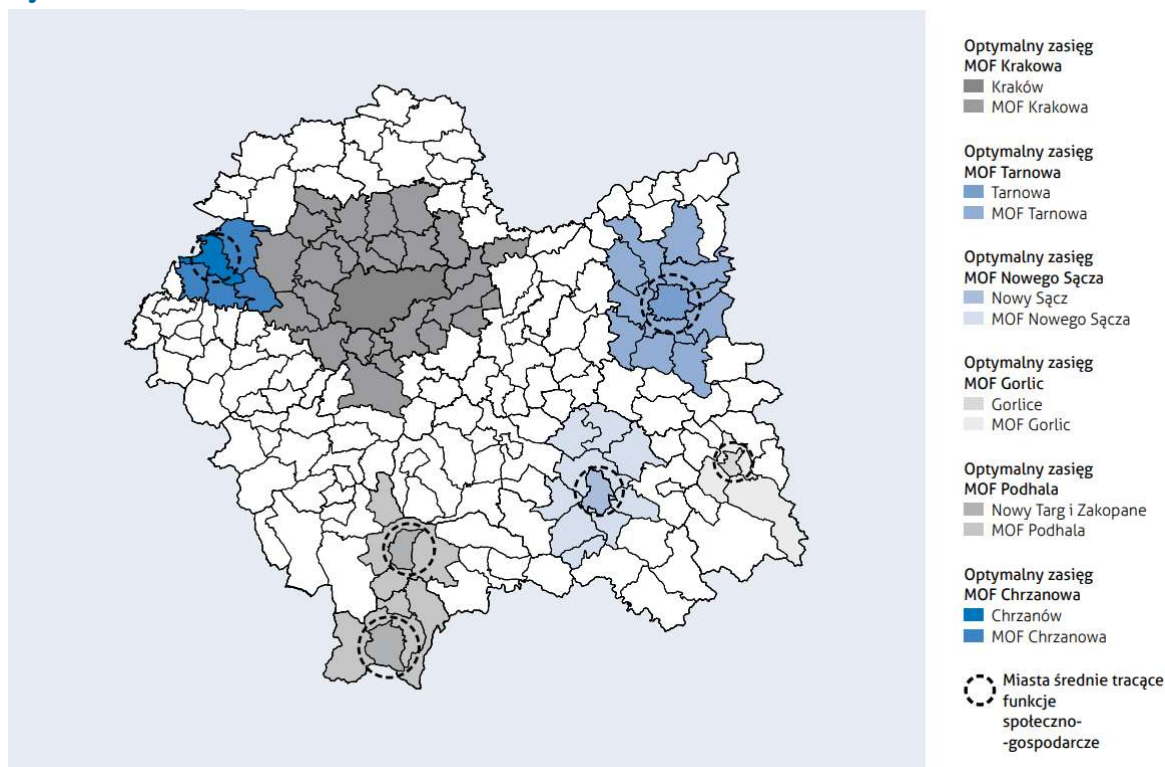 Optymalny zasięg
MOF Krakowa
Kraków
MOF Krakowa
Optymalny zasięg
MOF Tarnowa
Tarnowa
MOF Tarnowa
Optymalny zasięg
MOF Nowego Sącza
Nowy Sącz
MOF Nowego Sącza
Optymalny zasięg
MOF Gorlic
Gorlice
MOF Gorlic
Optymalny zasięg
MOF Podhala
Nowy Targ i Zakopane
MOF Podhala
Optymalny zasięg
MOF Chrzanowa
Chrzanów
MOF Chrzanowa
Miasta średnie tracące
funkcje
społeczno-
-gospodarcze